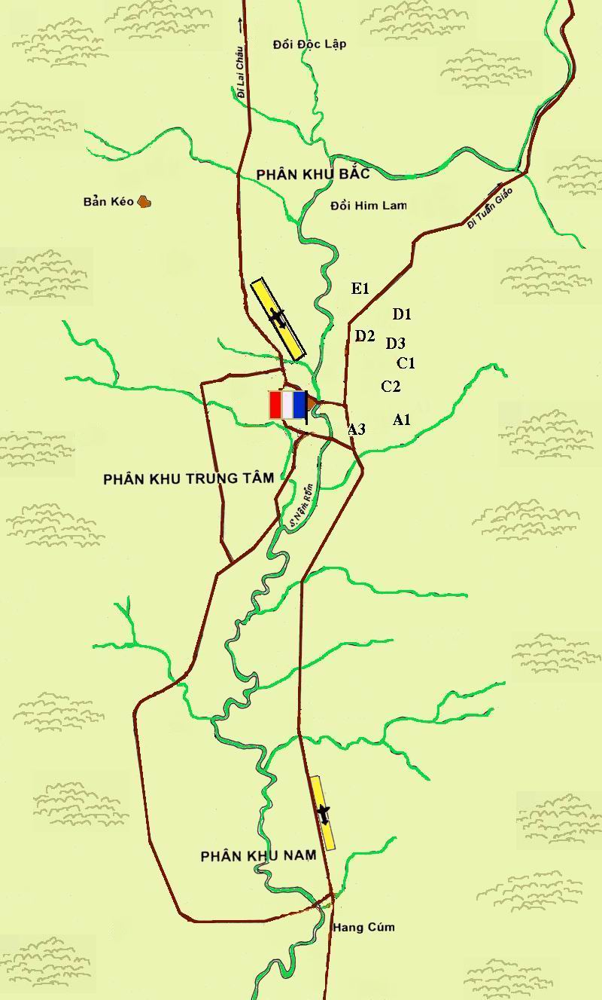 Đồi Độc Lập
Đi Lai Châu
PHÂN KHU BẮC
Bản Kéo
Đồi Him Lam
Đi Tuần Giáo
E1
D1
D2
D3
C1
C2
A1
A3
PHÂN KHU TRUNG TÂM
S. Nậm Rốm
PHÂN KHU NAM
Hang Cúm